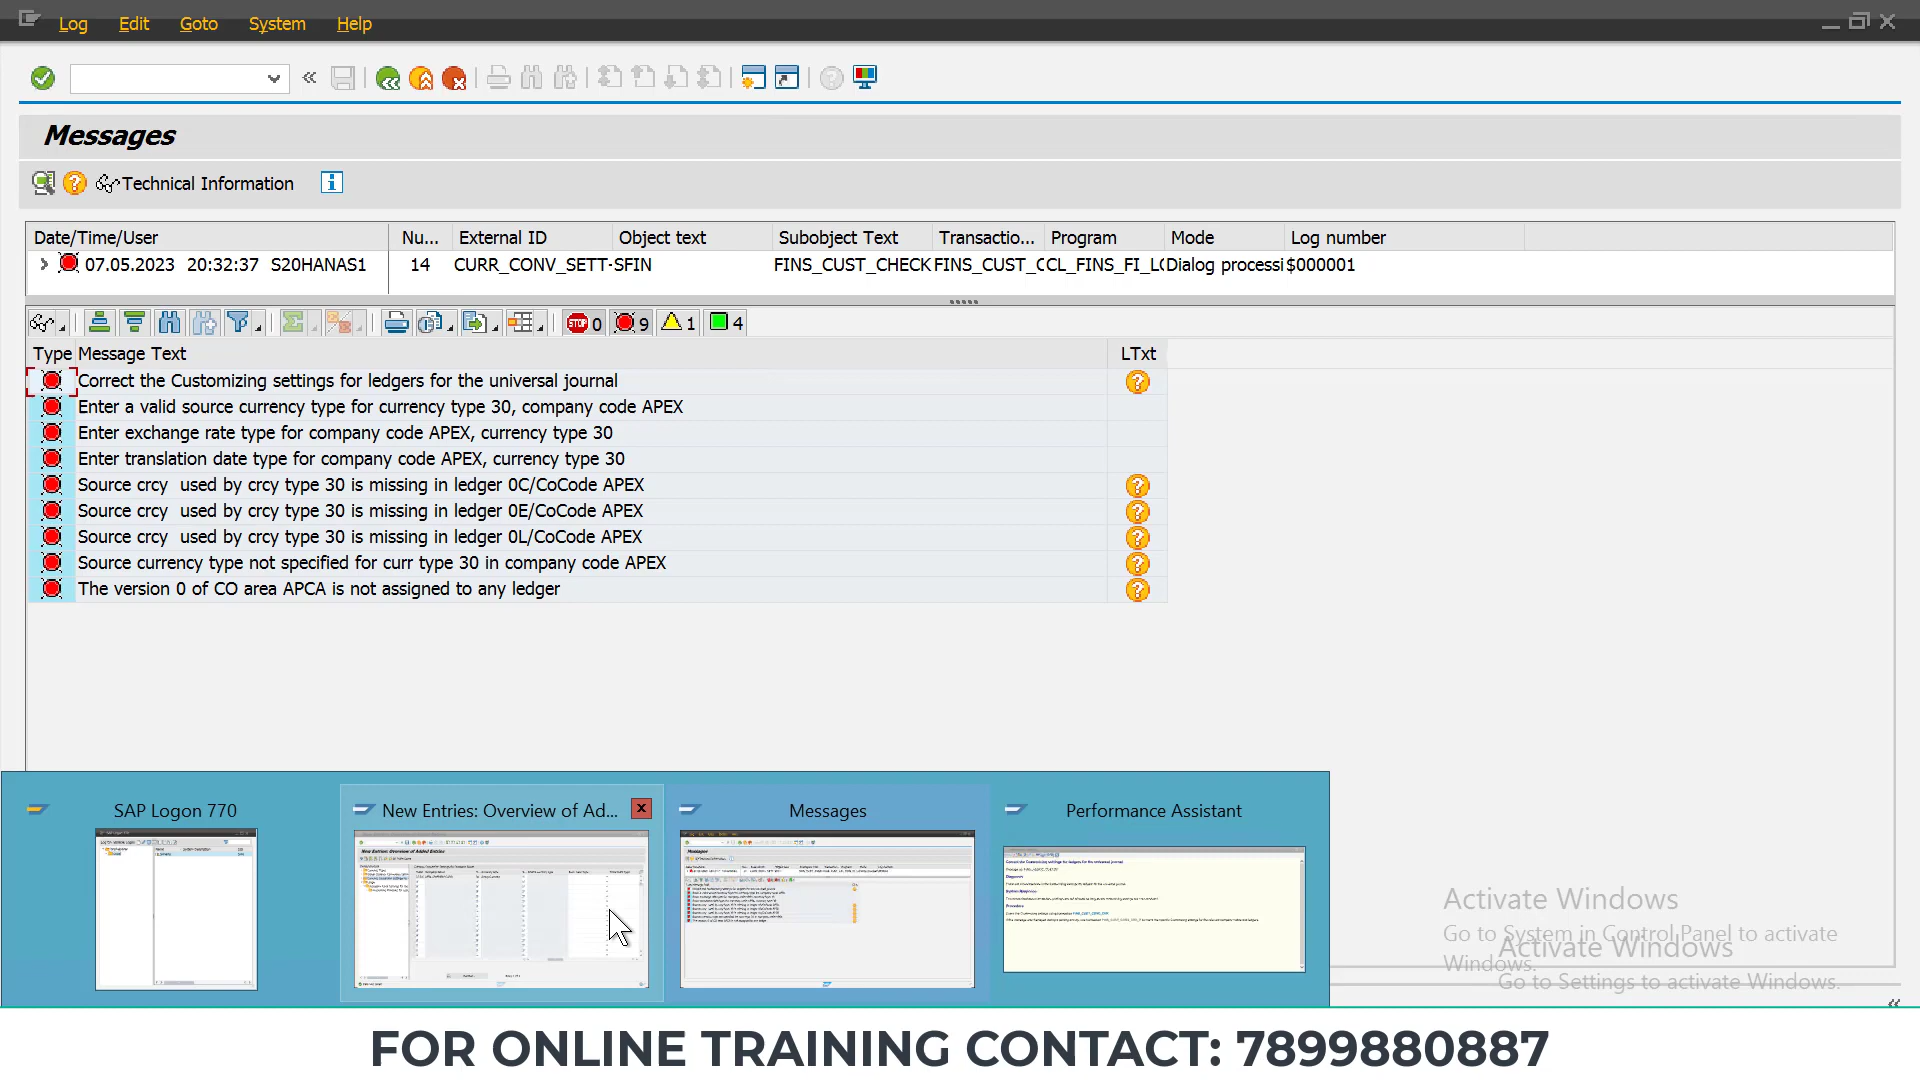 Log Edit Goto System Help
Messages
Technical Information
Date/Time/User Nu... External ID Object text Subobject Text Transactio... Program Mode Log number
07.05.2023 20:32:37 S20HANAS1 14 CURR_CONV_SETT-SFIN FINS_CUST_CHECK FINS_CUST_C CL_FINS_FI_L( Dialog processi $000001
STOP 0 9 1 4
Type Message Text LTxt
Correct the Customizing settings for ledgers for the universal journal
Enter a valid source currency type for currency type 30, company code APEX
Enter exchange rate type for company code APEX, currency type 30
Enter translation date type for company code APEX, currency type 30
Source crcy used by crcy type 30 is missing in ledger 0C/CoCode APEX
Source crcy used by crcy type 30 is missing in ledger 0E/CoCode APEX
Source crcy used by crcy type 30 is missing in ledger 0L/CoCode APEX
Source currency type not specified for curr type 30 in company code APEX
The version 0 of CO area APCA is not assigned to any ledger
SAP Logon 770 New Entries: Overview of Ad... Messages Performance Assistant
Activate Windows
Go to System in Control Panel to activate
Windows.
Activate Windows
Go to Settings to activate Windows.
FOR ONLINE TRAINING CONTACT: 7899880887